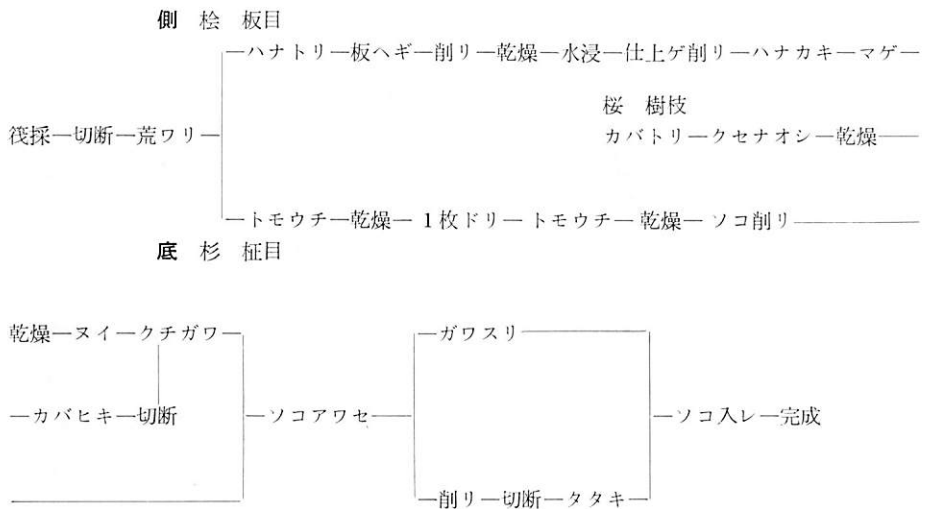 側 桧 板目
ハナトリ—板ヘギ—削リ—乾燥—水浸—仕上ゲ削リ—ハナカキ—マゲ—
桜 樹枝
筏採—切断—荒ワリ—
カバトリ—クセナオシ—乾燥—
—トモウチ—乾燥—1枚ドリ—トモウチ—乾燥—ソコ削リ—
底 杉 柾目
乾燥—ヌイ—クチガワ—
—ガワスリ—
—カバヒキ—切断
—ソコアワセ—
—ソコ入レ—完成
—削リ—切断—タタキ—